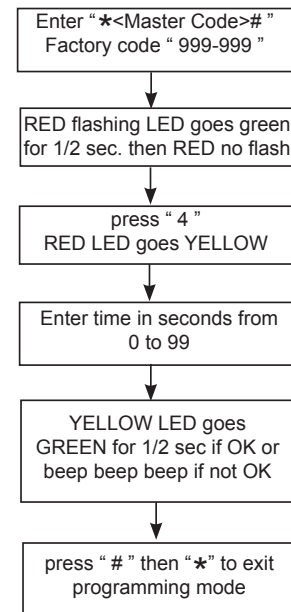 Enter “*<Master Code># ”
Factory code “ 999-999 ”
RED flashing LED goes green
for 1/2 sec. then RED no flash
press “ 4 ”
RED LED goes YELLOW
Enter time in seconds from
0 to 99
YELLOW LED goes
GREEN for 1/2 sec if OK or
beep beep beep if not OK
press “ # ” then “*” to exit
programming mode